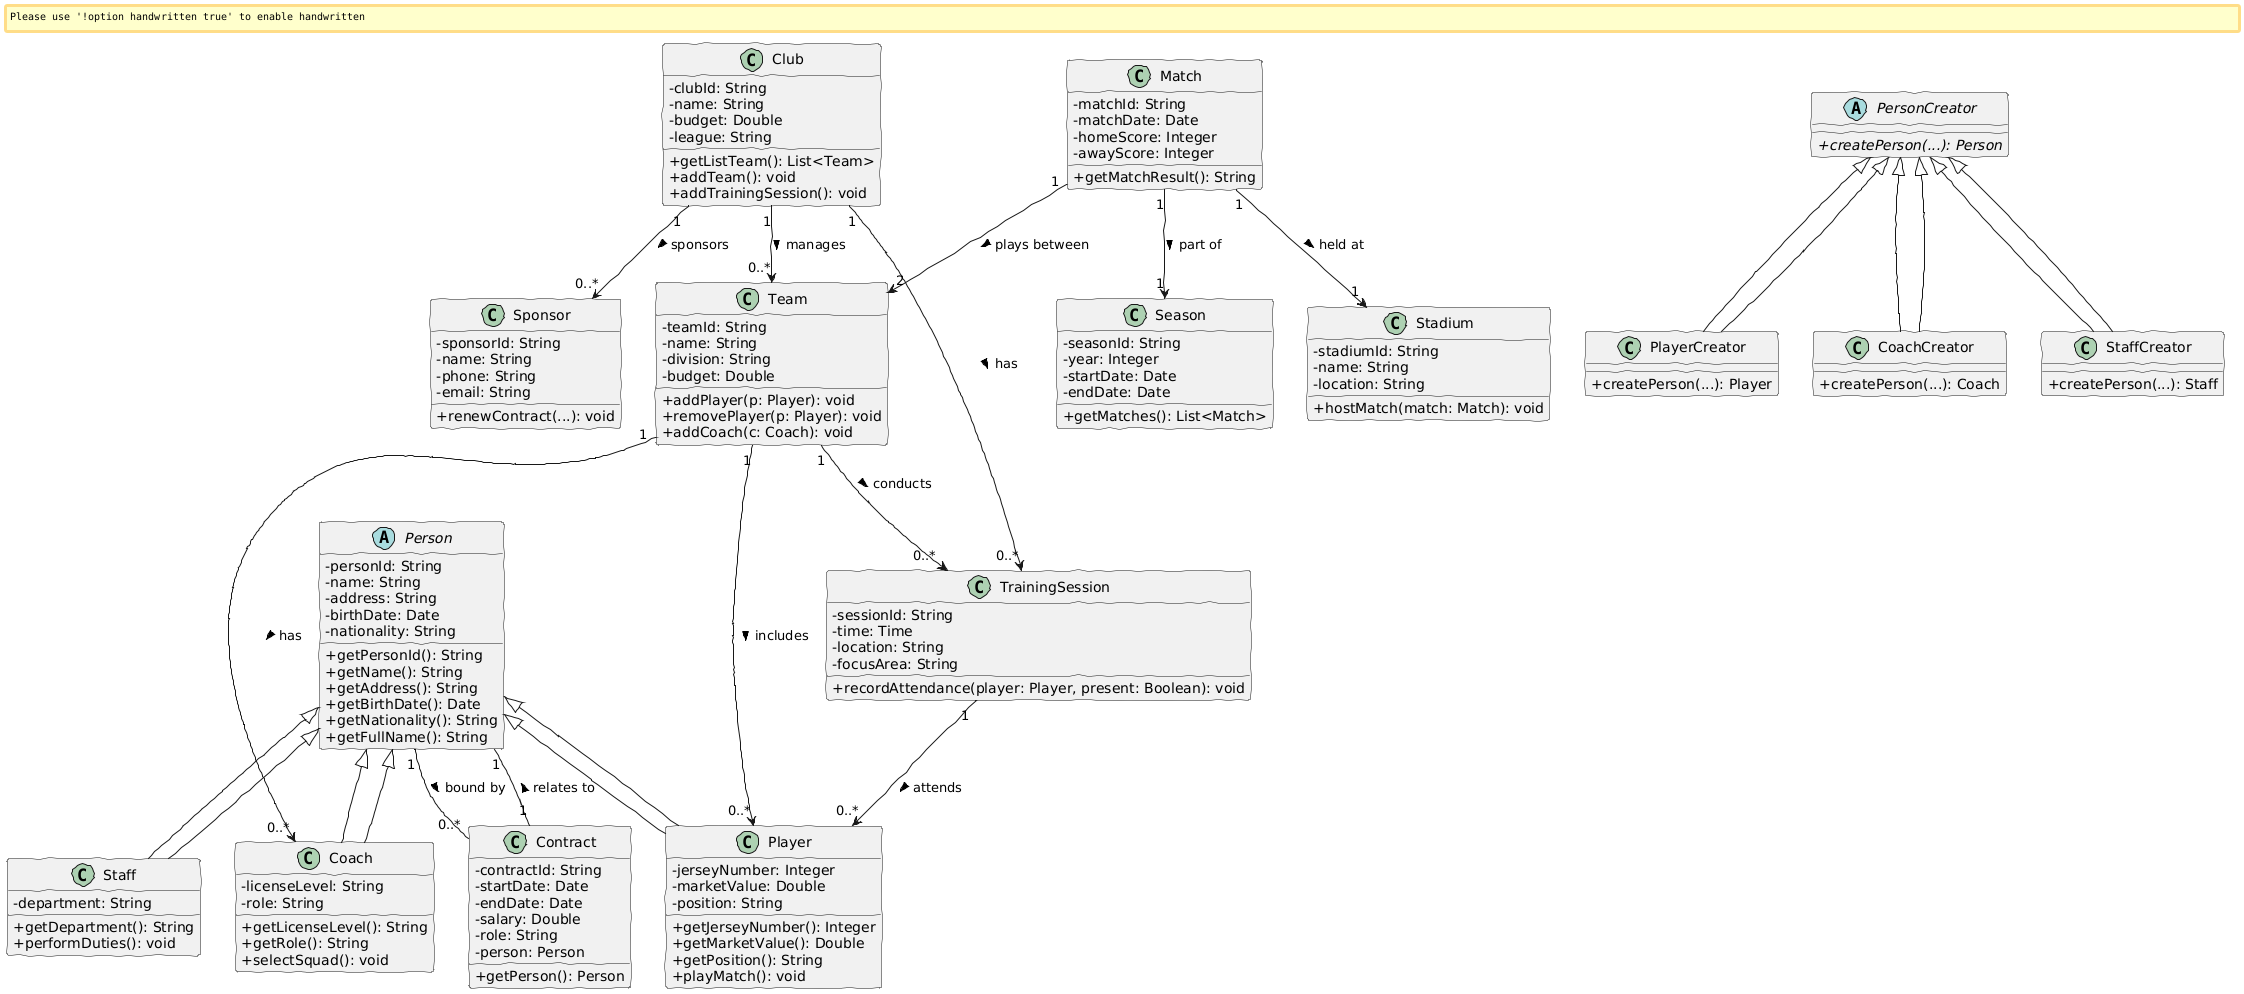 Please use '!option handwritten true' to enable handwritten
C Club
-clubId: String
-name: String
-budget: Double
-league: String
+getListTeam(): List<Team>
+addTeam(): void
+addTrainingSession(): void
C Match
-matchId: String
-matchDate: Date
-homeScore: Integer
-awayScore: Integer
+getMatchResult(): String
A PersonCreator
+createPerson(...): Person
1
sponsors
0..*
1
manages
0..*
1
has
0..*
1
plays between
2
1
part of
1
1
held at
1
C Sponsor
-sponsorId: String
-name: String
-phone: String
-email: String
+renewContract(...): void
C Team
-teamId: String
-name: String
-division: String
-budget: Double
+addPlayer(p: Player): void
+removePlayer(p: Player): void
+addCoach(c: Coach): void
C Season
-seasonId: String
-year: Integer
-startDate: Date
-endDate: Date
+getMatches(): List<Match>
C Stadium
-stadiumId: String
-name: String
-location: String
+hostMatch(match: Match): void
C PlayerCreator
+createPerson(...): Player
C CoachCreator
+createPerson(...): Coach
C StaffCreator
+createPerson(...): Staff
1
has
0..*
1
includes
0..*
1
conducts
0..*
A Person
-personId: String
-name: String
-address: String
-birthDate: Date
-nationality: String
+getPersonId(): String
+getName(): String
+getAddress(): String
+getBirthDate(): Date
+getNationality(): String
+getFullName(): String
C TrainingSession
-sessionId: String
-time: Time
-location: String
-focusArea: String
+recordAttendance(player: Player, present: Boolean): void
1
bound by
0..*
1
relates to
1
1
attends
0..*
C Staff
-department: String
+getDepartment(): String
+performDuties(): void
C Coach
-licenseLevel: String
-role: String
+getLicenseLevel(): String
+getRole(): String
+selectSquad(): void
C Contract
-contractId: String
-startDate: Date
-endDate: Date
-salary: Double
-role: String
-person: Person
+getPerson(): Person
C Player
-jerseyNumber: Integer
-marketValue: Double
-position: String
+getJerseyNumber(): Integer
+getMarketValue(): Double
+getPosition(): String
+playMatch(): void